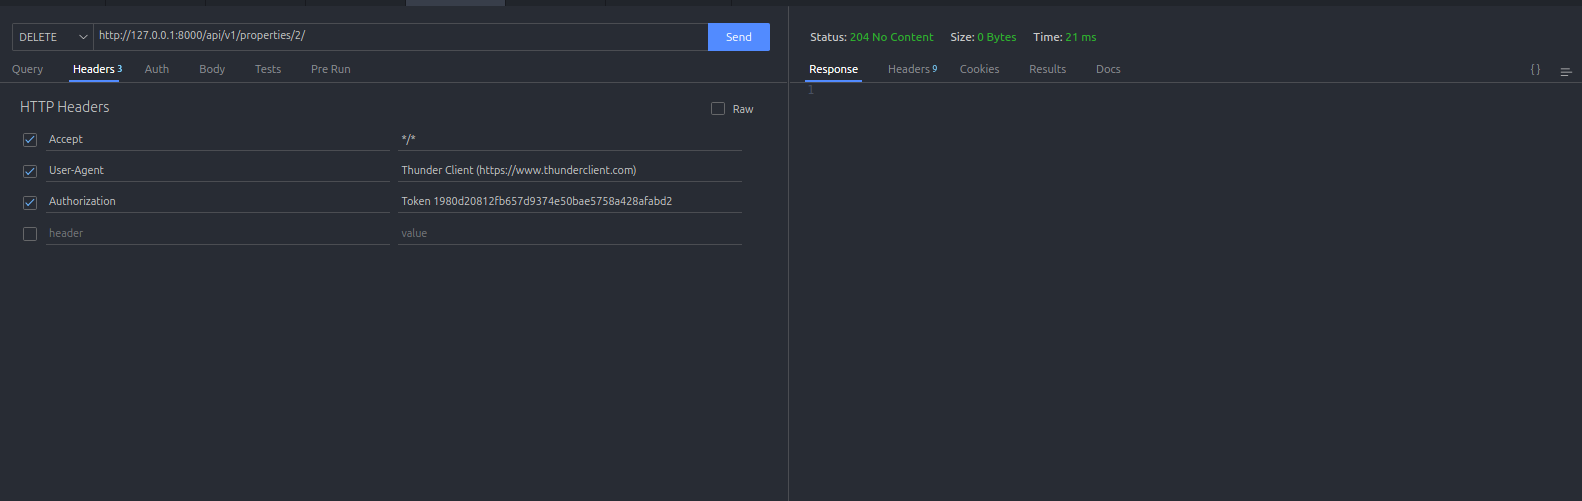 DELETE
http://127.0.0.1:8000/api/v1/properties/2/
Send
Query
Headers 3
Auth
Body
Tests
Pre Run
HTTP Headers
Raw
Accept
*/*
User-Agent
Thunder Client (https://www.thunderclient.com)
Authorization
Token 1980d20812fb657d9374e50bae5758a428afabd2
header
value
Status: 204 No Content
Size: 0 Bytes
Time: 21 ms
Response
Headers 9
Cookies
Results
Docs
{}
1